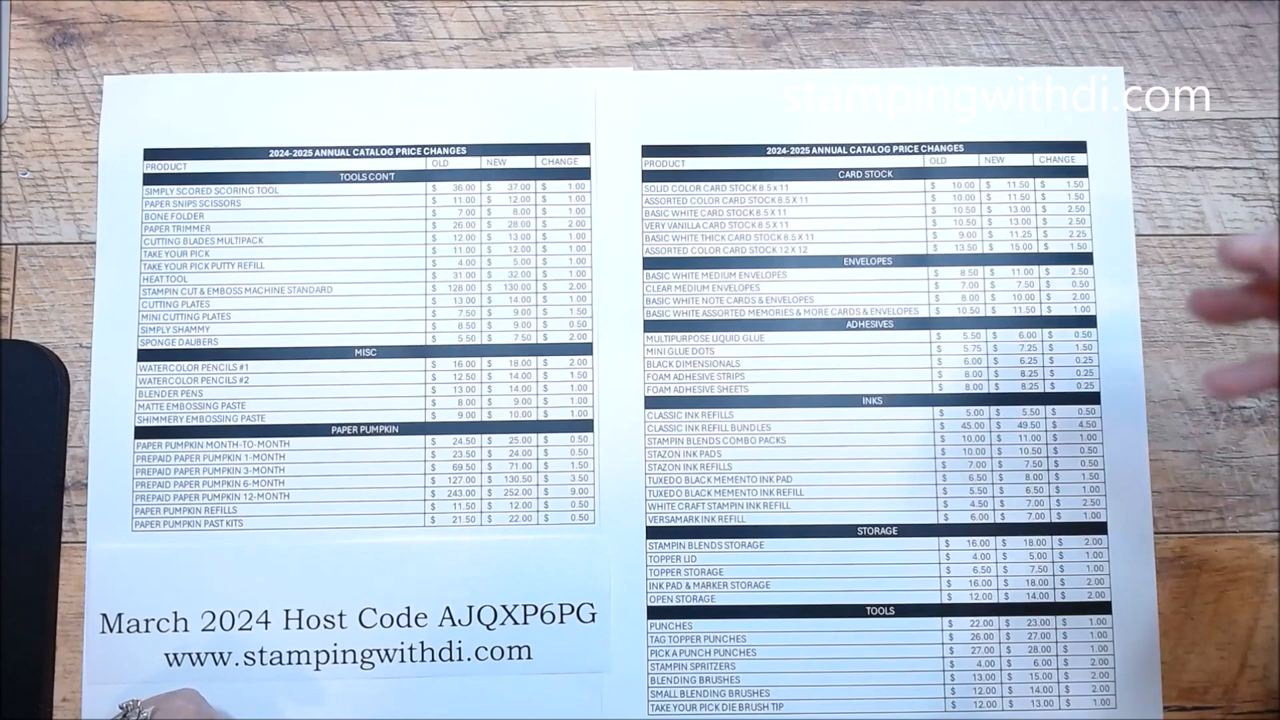 stampingwithdi.com
2024-2025 ANNUAL CATALOG PRICE CHANGES
PRODUCT OLD NEW CHANGE
TOOLS CON'T
SIMPLY SCORED SCORING TOOL $ 36.00 $ 37.00 $ 1.00
PAPER SNIPS SCISSORS $ 11.00 $ 12.00 $ 1.00
BONE FOLDER $ 7.00 $ 8.00 $ 1.00
PAPER TRIMMER $ 26.00 $ 28.00 $ 2.00
CUTTING BLADES MULTIPACK $ 12.00 $ 13.00 $ 1.00
TAKE YOUR PICK $ 11.00 $ 12.00 $ 1.00
TAKE YOUR PICK PUTTY REFILL $ 4.00 $ 5.00 $ 1.00
HEAT TOOL $ 31.00 $ 32.00 $ 1.00
STAMPIN CUT & EMBOSS MACHINE STANDARD $ 128.00 $ 130.00 $ 2.00
CUTTING PLATES $ 13.00 $ 14.00 $ 1.00
MINI CUTTING PLATES $ 7.50 $ 9.00 $ 1.50
SIMPLY SHAMMY $ 8.50 $ 9.00 $ 0.50
SPONGE DAUBERS $ 5.50 $ 7.50 $ 2.00
MISC
WATERCOLOR PENCILS #1 $ 16.00 $ 18.00 $ 2.00
WATERCOLOR PENCILS #2 $ 12.50 $ 14.00 $ 1.50
BLENDER PENS $ 13.00 $ 14.00 $ 1.00
MATTE EMBOSSING PASTE $ 8.00 $ 9.00 $ 1.00
SHIMMERY EMBOSSING PASTE $ 9.00 $ 10.00 $ 1.00
PAPER PUMPKIN
PAPER PUMPKIN MONTH-TO-MONTH $ 24.50 $ 25.00 $ 0.50
PREPAID PAPER PUMPKIN 1-MONTH $ 23.50 $ 24.00 $ 0.50
PREPAID PAPER PUMPKIN 3-MONTH $ 69.50 $ 71.00 $ 1.50
PREPAID PAPER PUMPKIN 6-MONTH $ 127.00 $ 130.50 $ 3.50
PREPAID PAPER PUMPKIN 12-MONTH $ 243.00 $ 252.00 $ 9.00
PAPER PUMPKIN REFILLS $ 11.50 $ 12.00 $ 0.50
PAPER PUMPKIN PAST KITS $ 21.50 $ 22.00 $ 0.50
March 2024 Host Code AJQXP6PG
www.stampingwithdi.com
2024-2025 ANNUAL CATALOG PRICE CHANGES
PRODUCT OLD NEW CHANGE
CARD STOCK
SOLID COLOR CARD STOCK 8.5 x 11 $ 10.00 $ 11.50 $ 1.50
ASSORTED COLOR CARD STOCK 8.5 X 11 $ 10.00 $ 11.50 $ 1.50
BASIC WHITE CARD STOCK 8.5 X 11 $ 10.50 $ 13.00 $ 2.50
VERY VANILLA CARD STOCK 8.5 X 11 $ 10.50 $ 13.00 $ 2.50
BASIC WHITE THICK CARD STOCK 8.5 X 11 $ 9.00 $ 11.25 $ 2.25
ASSORTED COLOR CARD STOCK 12 X 12 $ 13.50 $ 15.00 $ 1.50
ENVELOPES
BASIC WHITE MEDIUM ENVELOPES $ 8.50 $ 11.00 $ 2.50
CLEAR MEDIUM ENVELOPES $ 7.00 $ 7.50 $ 0.50
BASIC WHITE NOTE CARDS & ENVELOPES $ 8.00 $ 10.00 $ 2.00
BASIC WHITE ASSORTED MEMORIES & MORE CARDS & ENVELOPES $ 10.50 $ 11.50 $ 1.00
ADHESIVES
MULTIPURPOSE LIQUID GLUE $ 5.50 $ 6.00 $ 0.50
MINI GLUE DOTS $ 5.75 $ 7.25 $ 1.50
BLACK DIMENSIONALS $ 6.00 $ 6.25 $ 0.25
FOAM ADHESIVE STRIPS $ 8.00 $ 8.25 $ 0.25
FOAM ADHESIVE SHEETS $ 8.00 $ 8.25 $ 0.25
INKS
CLASSIC INK REFILLS $ 5.00 $ 5.50 $ 0.50
CLASSIC INK REFILL BUNDLES $ 45.00 $ 49.50 $ 4.50
STAMPIN BLENDS COMBO PACKS $ 10.00 $ 11.00 $ 1.00
STAZON INK PADS $ 10.00 $ 10.50 $ 0.50
STAZON INK REFILLS $ 7.00 $ 7.50 $ 0.50
TUXEDO BLACK MEMENTO INK PAD $ 6.50 $ 8.00 $ 1.50
TUXEDO BLACK MEMENTO INK REFILL $ 5.50 $ 6.50 $ 1.00
WHITE CRAFT STAMPIN INK REFILL $ 4.50 $ 7.00 $ 2.50
VERSAMARK INK REFILL $ 6.00 $ 7.00 $ 1.00
STORAGE
STAMPIN BLENDS STORAGE $ 16.00 $ 18.00 $ 2.00
TOPPER LID $ 4.00 $ 5.00 $ 1.00
TOPPER STORAGE $ 6.50 $ 7.50 $ 1.00
INK PAD & MARKER STORAGE $ 16.00 $ 18.00 $ 2.00
OPEN STORAGE $ 12.00 $ 14.00 $ 2.00
TOOLS
PUNCHES $ 22.00 $ 23.00 $ 1.00
TAG TOPPER PUNCHES $ 26.00 $ 27.00 $ 1.00
PICK A PUNCH PUNCHES $ 27.00 $ 28.00 $ 1.00
STAMPIN SPRITZERS $ 4.00 $ 6.00 $ 2.00
BLENDING BRUSHES $ 13.00 $ 15.00 $ 2.00
SMALL BLENDING BRUSHES $ 12.00 $ 14.00 $ 2.00
TAKE YOUR PICK DIE BRUSH TIP $ 12.00 $ 13.00 $ 1.00